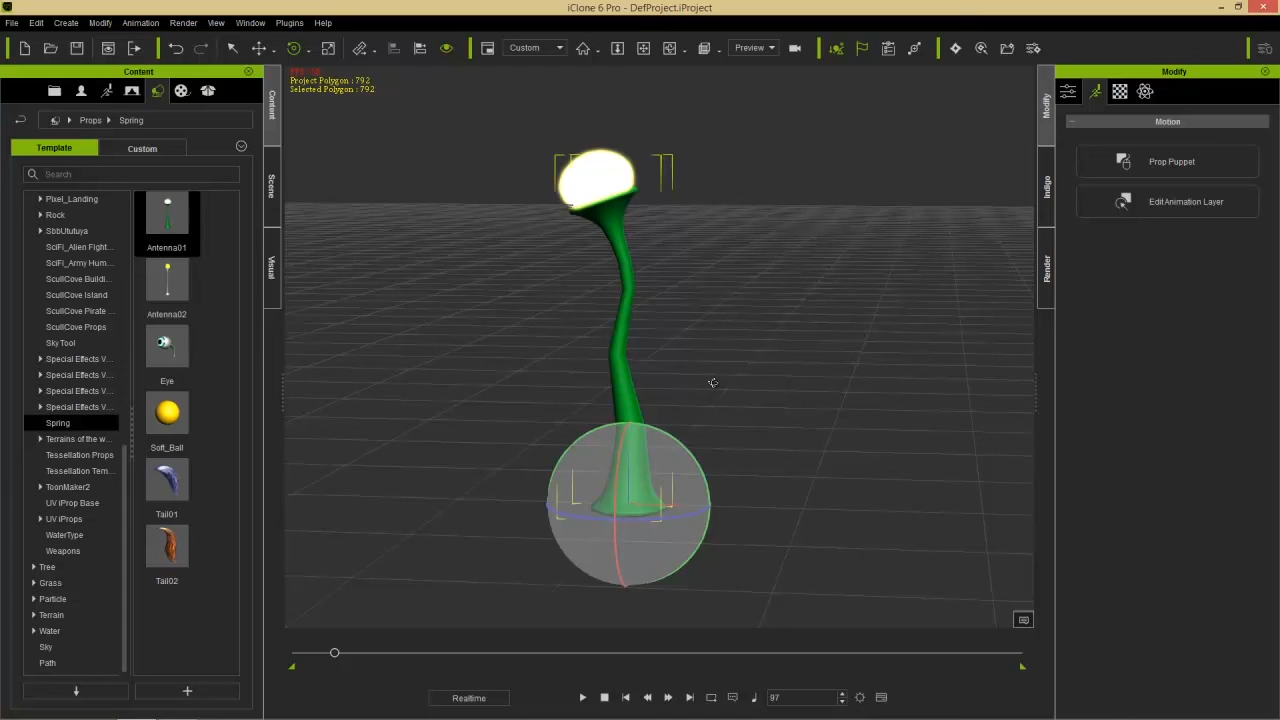 iClone 6 Pro - DefProject.iProject
File Edit Create Modify Animation Render View Window Plugins Help
Custom Preview
Content
Props Spring
Template Custom
Search
Pixel_Landing
Rock
SbbUtutuya
SciFi_Alien Fight...
SciFi_Army Hum...
ScullCove Buildi...
ScullCove Island
ScullCove Pirate ...
ScullCove Props
SkyTool
Special Effects V...
Special Effects V...
Special Effects V...
Special Effects V...
Spring
Terrains of the w...
Tessellation Props
Tessellation Tem...
ToonMaker2
UV iProp Base
UV iProps
WaterType
Weapons
Tree
Grass
Particle
Terrain
Water
Sky
Path
Antenna01
Antenna02
Eye
Soft_Ball
Tail01
Tail02
Content
Scene
Visual
Project Polygon : 792
Selected Polygon : 792
Realtime
97
Modify
Indigo
Render
Modify
Motion
Prop Puppet
Edit Animation Layer